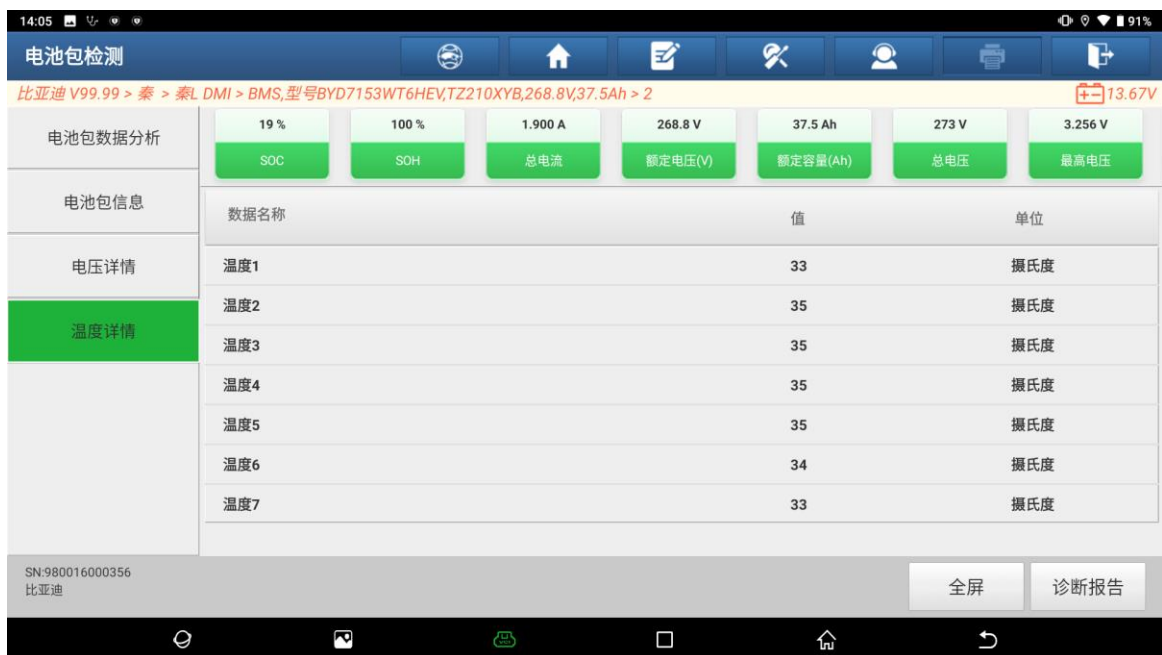 14:05
91%
电池包检测
比亚迪 V99.99 > 秦 > 秦L DMI > BMS,型号BYD7153WT6HEV,TZ210XYB,268.8V,37.5Ah > 2
13.67V
电池包数据分析
电池包信息
电压详情
温度详情
19 % 100 % 1.900 A 268.8 V 37.5 Ah 273 V 3.256 V
SOC SOH 总电流 额定电压(V) 额定容量(Ah) 总电压 最高电压
数据名称 值 单位
温度1 33 摄氏度
温度2 35 摄氏度
温度3 35 摄氏度
温度4 35 摄氏度
温度5 35 摄氏度
温度6 34 摄氏度
温度7 33 摄氏度
SN:980016000356
比亚迪
全屏 诊断报告